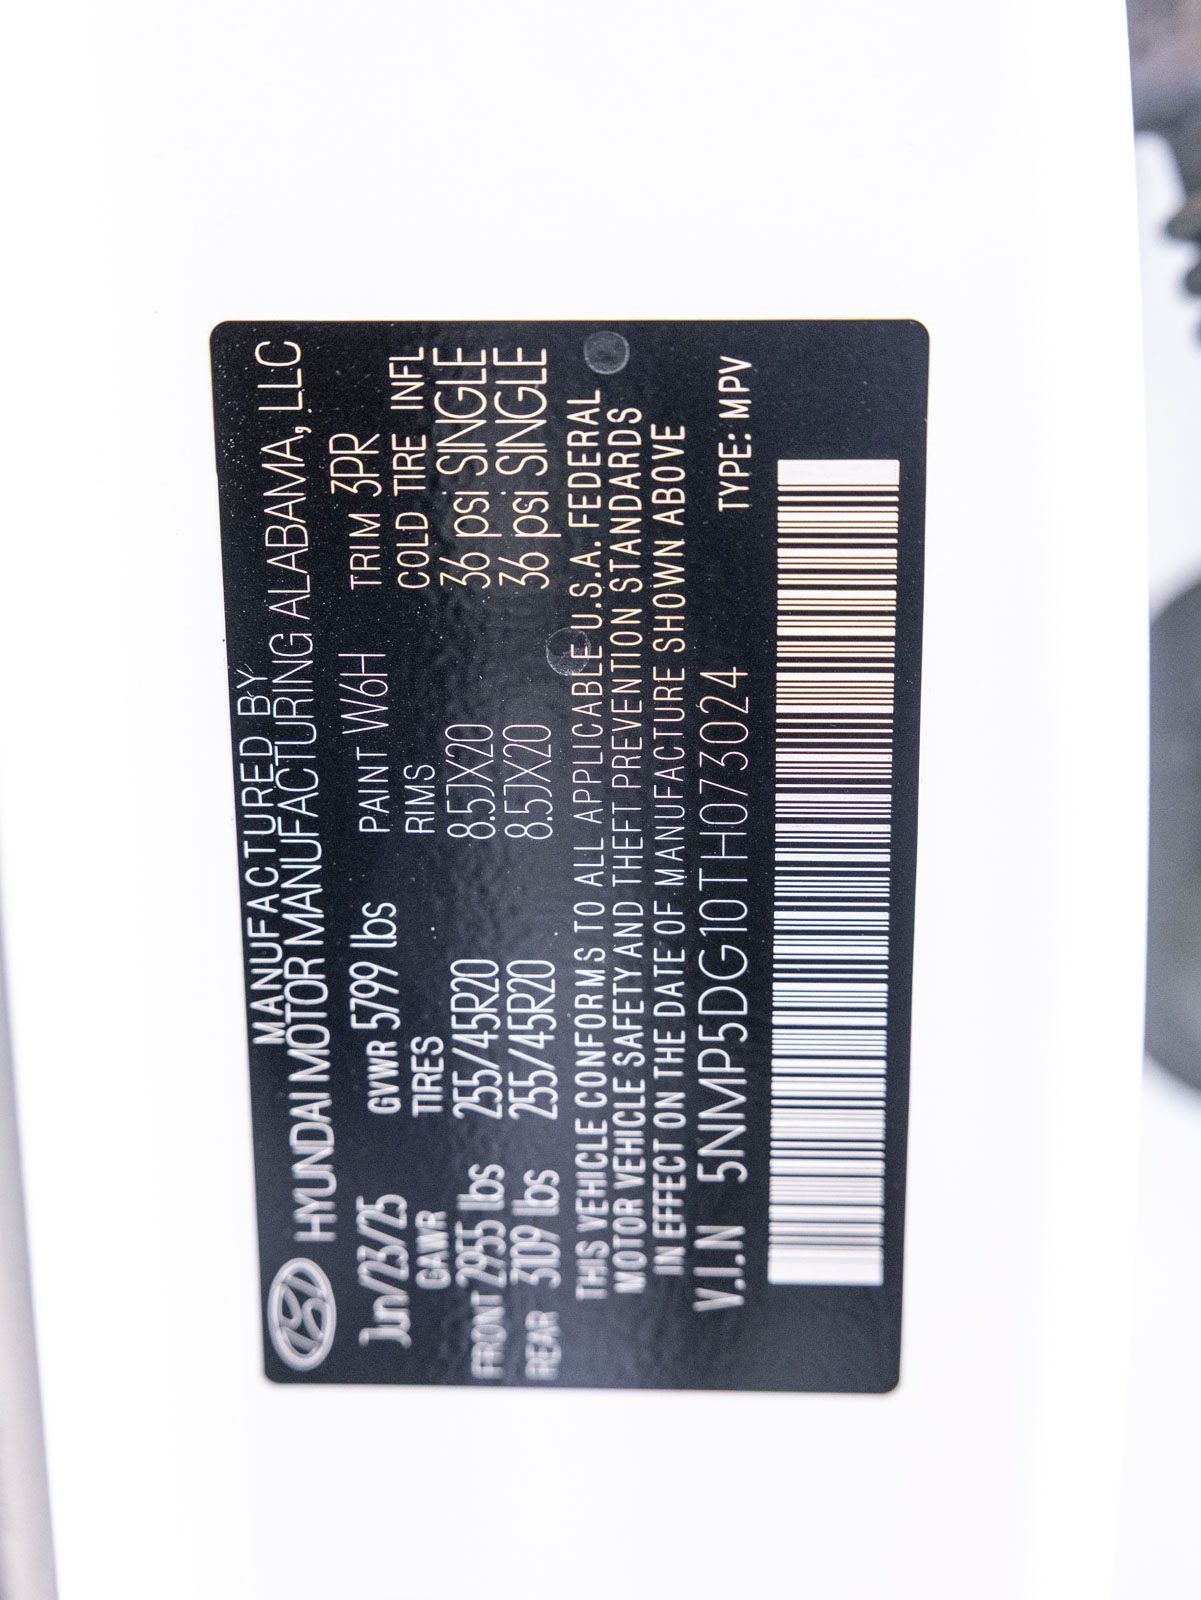 MANUFACTURED BY
HYUNDAI MOTOR MANUFACTURING ALABAMA, LLC
Jun/23/25 GVWR 5799 lbs PAINT W6H TRIM 3PR
GAWR TIRES RIMS COLD TIRE INFL
FRONT 2955 lbs 255/45R20 8.5JX20 36 psi SINGLE
REAR 3109 lbs 255/45R20 8.5JX20 36 psi SINGLE
THIS VEHICLE CONFORMS TO ALL APPLICABLE U.S.A. FEDERAL
MOTOR VEHICLE SAFETY AND THEFT PREVENTION STANDARDS
IN EFFECT ON THE DATE OF MANUFACTURE SHOWN ABOVE
V.I.N 5NMP5DG10TH073024 TYPE: MPV